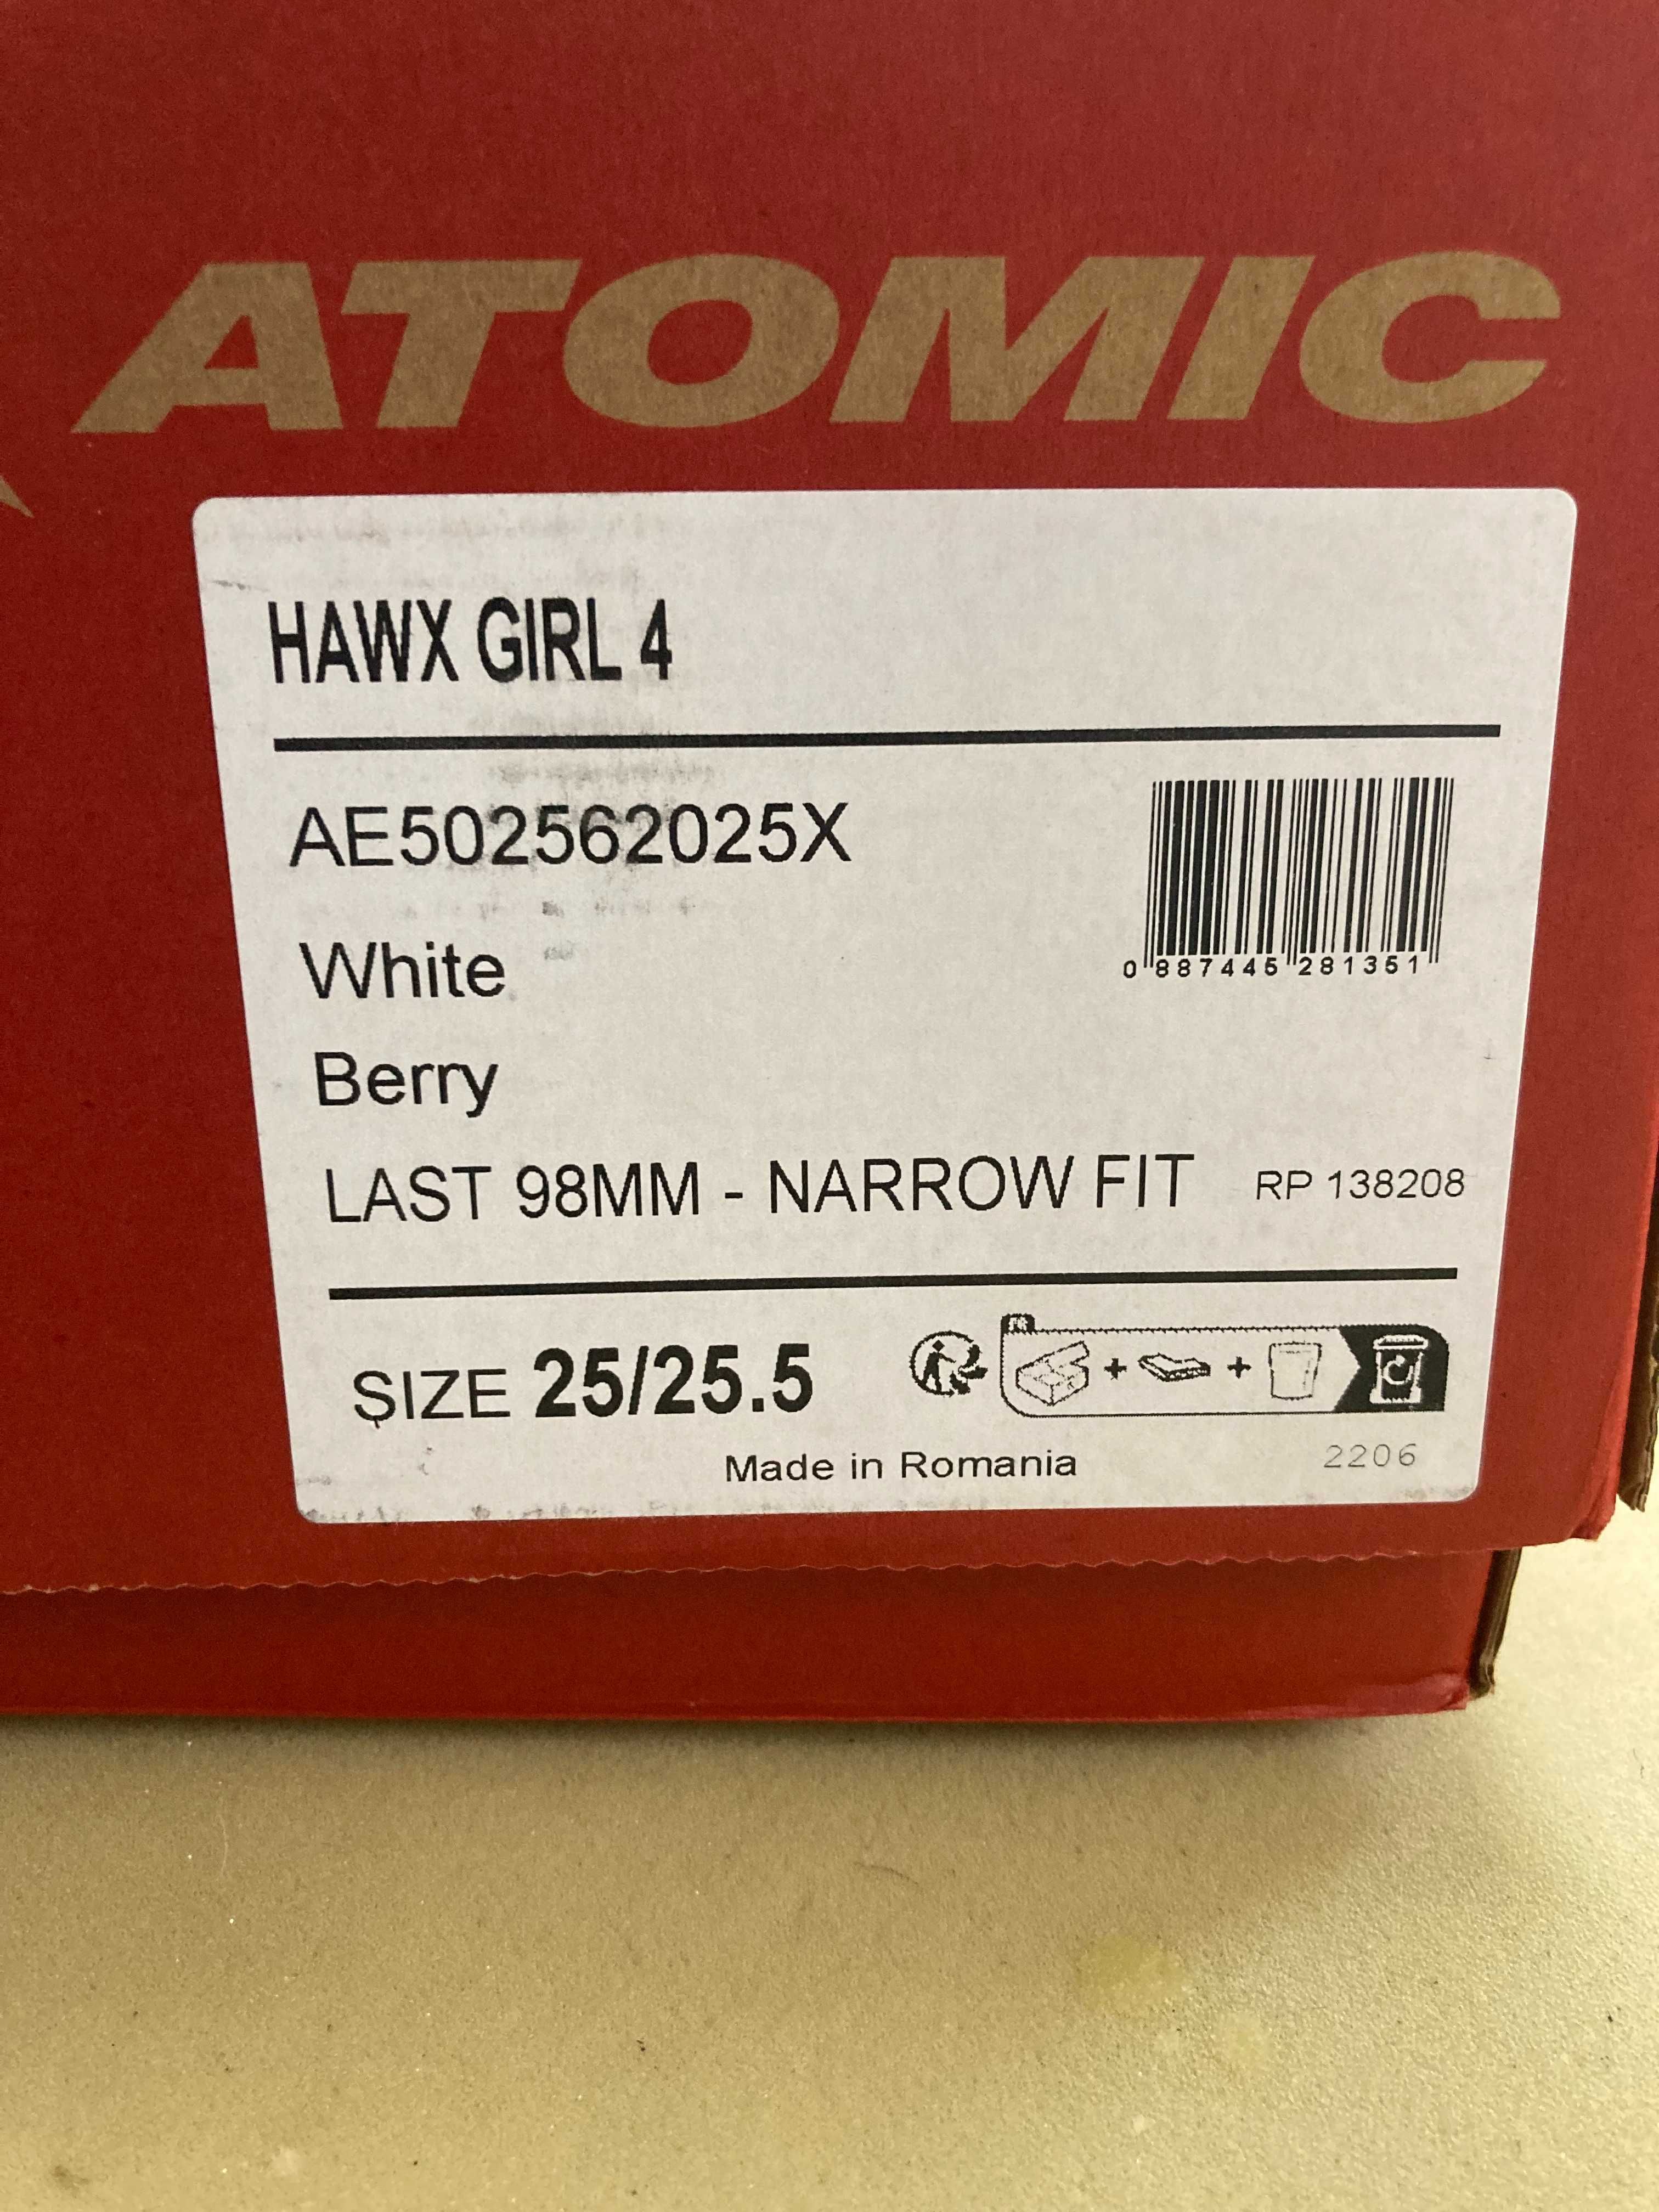 ATOMIC
HAWX GIRL 4
AE502562025X
0 887445 281351
White
Berry
LAST 98MM - NARROW FIT RP 138208
SIZE 25/25.5
FR
+ +
Made in Romania 2206